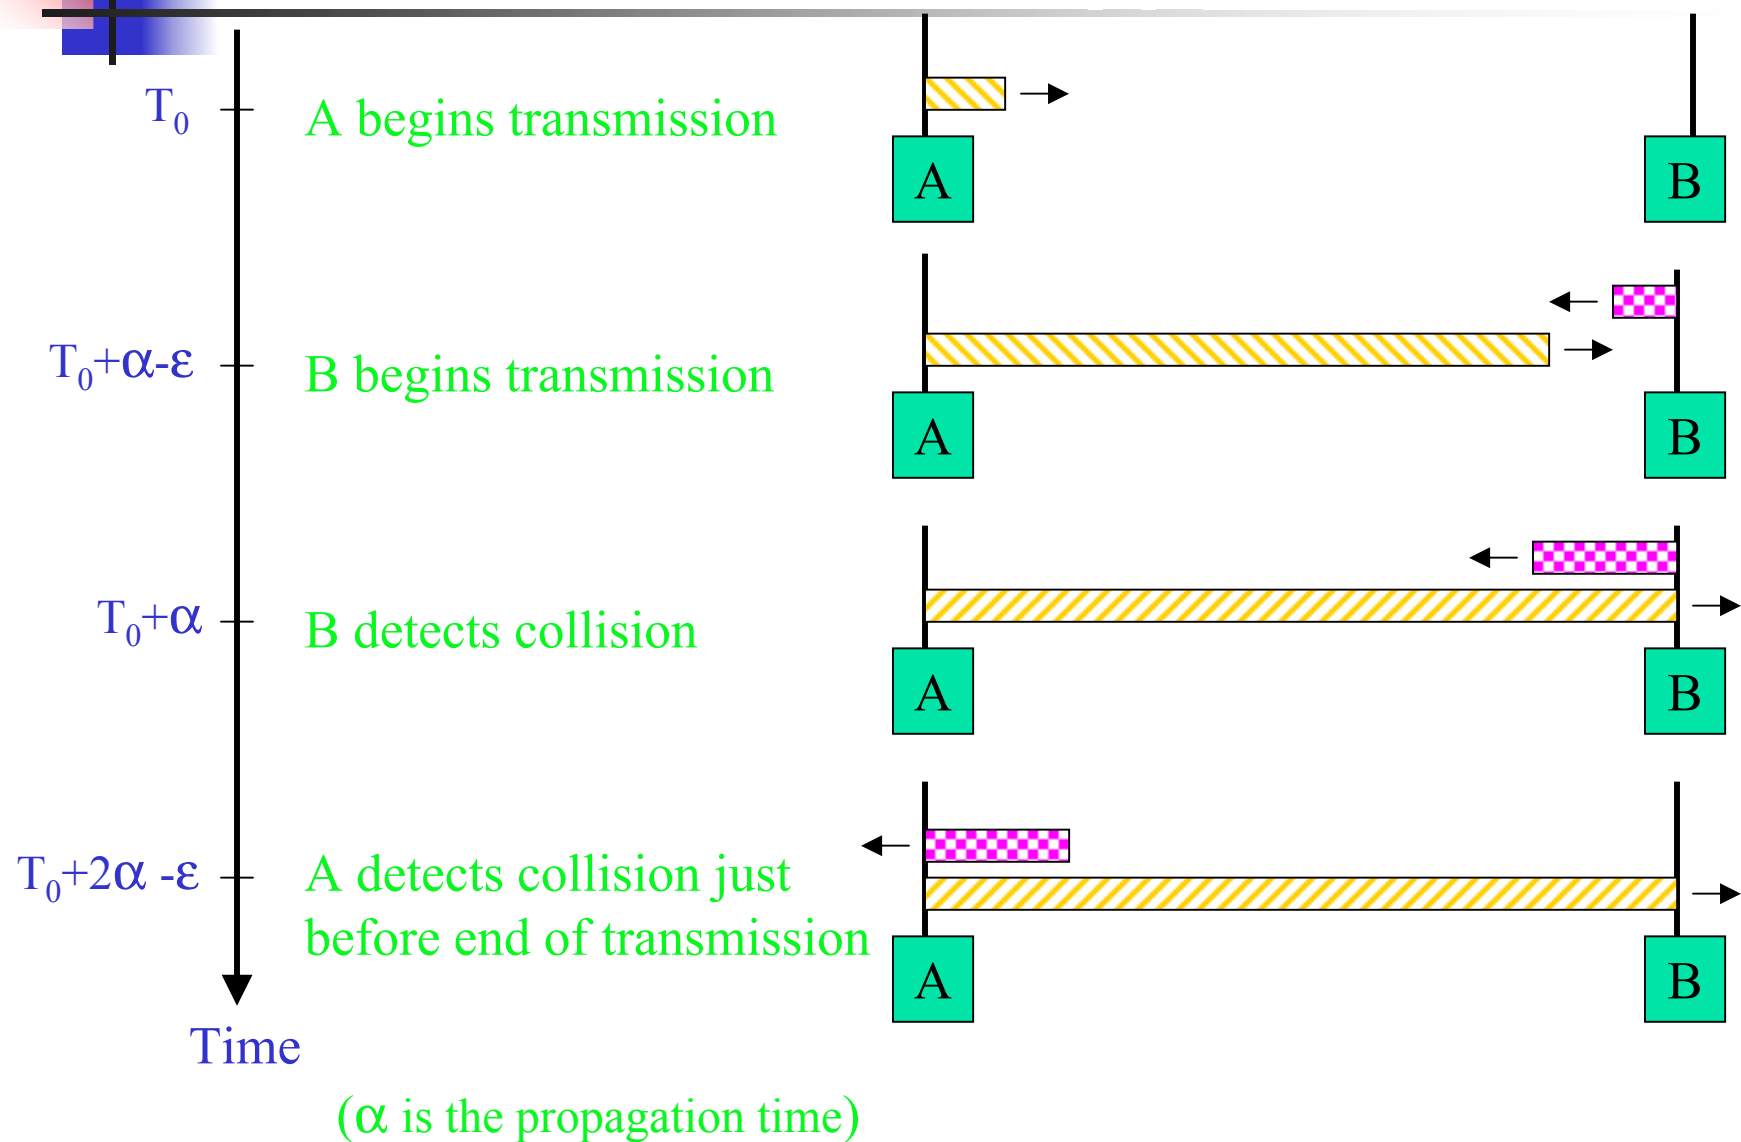 T₀
A begins transmission
A
B
T₀+α-ε
B begins transmission
A
B
T₀+α
B detects collision
A
B
T₀+2α -ε
A detects collision just
before end of transmission
A
B
Time
(α is the propagation time)